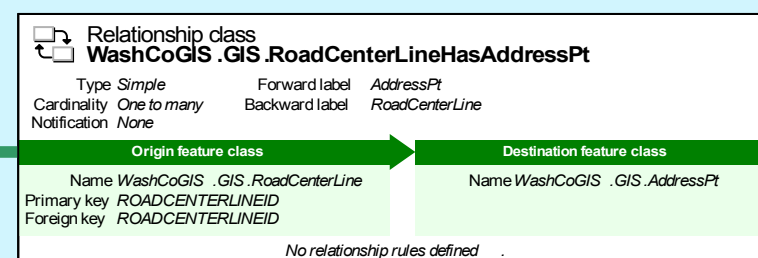 Relationship class
WashCoGIS .GIS .RoadCenterLineHasAddressPt
Type Simple Forward label AddressPt
Cardinality One to many Backward label RoadCenterLine
Notification None
Origin feature class Destination feature class
Name WashCoGIS .GIS .RoadCenterLine Name WashCoGIS .GIS .AddressPt
Primary key ROADCENTERLINEID
Foreign key ROADCENTERLINEID
No relationship rules defined .